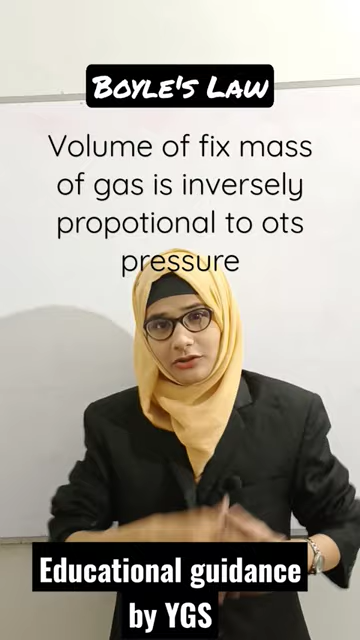 Boyle's Law
Volume of fix mass
of gas is inversely
propotional to ots
pressure
Educational guidance
by YGS